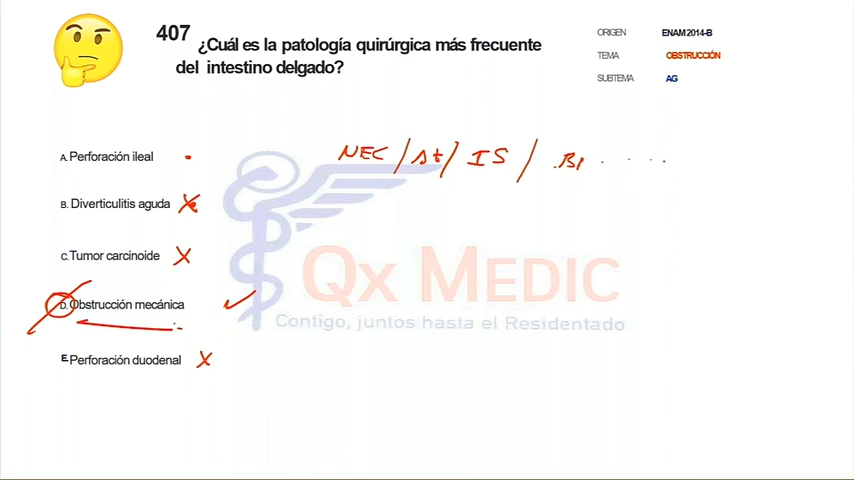 407 ¿Cuál es la patología quirúrgica más frecuente
del intestino delgado?
ORIGEN ENAM 2014-B
TEMA OBSTRUCCIÓN
SUBTEMA AG
A. Perforación ileal
NEC / At / IS /
B. Diverticulitis aguda
C. Tumor carcinoide
D. Obstrucción mecánica
E. Perforación duodenal
Qx MEDIC
Contigo, juntos hasta el Residentado